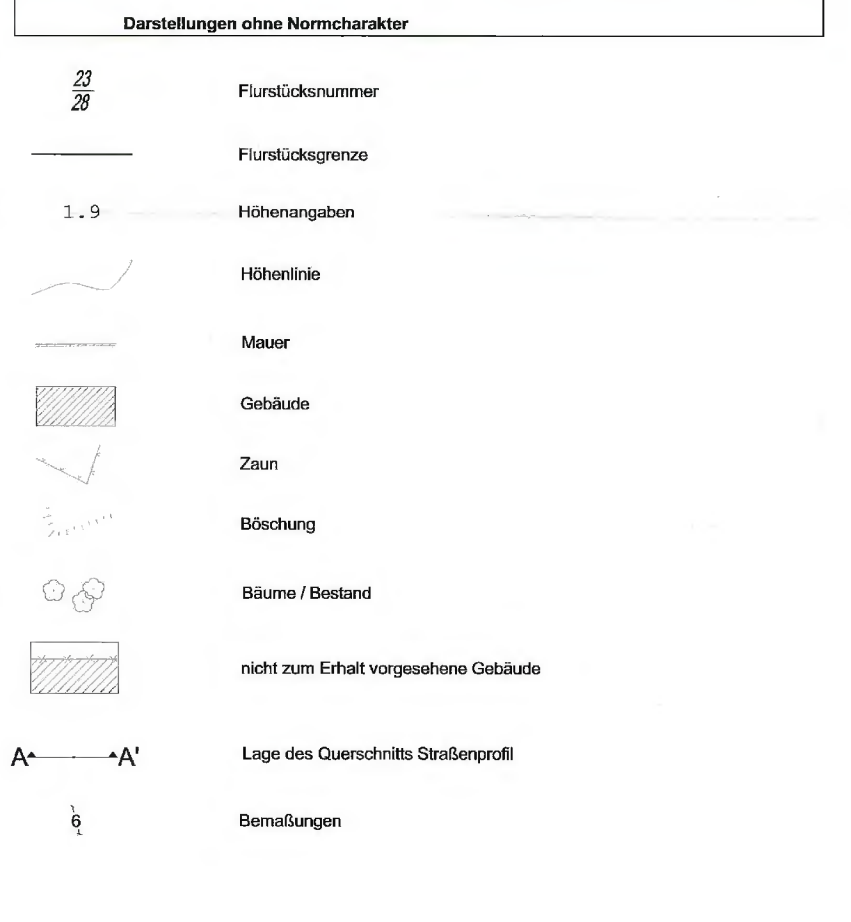 Darstellungen ohne Normcharakter
23
28
Flurstücksnummer
Flurstücksgrenze
1.9 Höhenangaben
Höhenlinie
Mauer
Gebäude
Zaun
Böschung
Bäume / Bestand
nicht zum Erhalt vorgesehene Gebäude
A A' Lage des Querschnitts Straßenprofil
6 Bemaßungen